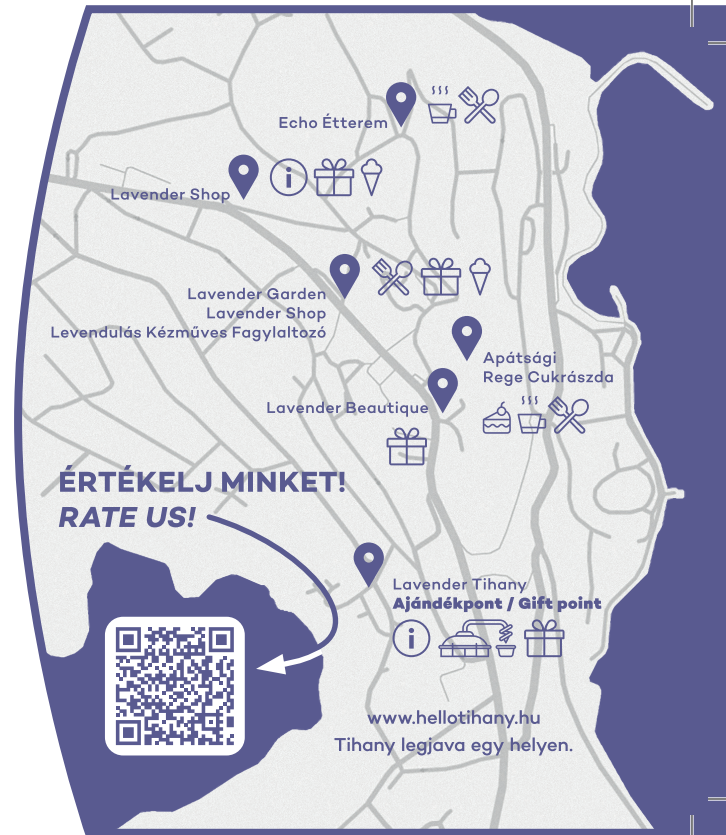 Echo Étterem
Lavender Shop
Lavender Garden
Lavender Shop
Levendulás Kézműves Fagylaltozó
Apátsági
Rege Cukrászda
Lavender Beautique
ÉRTÉKELJ MINKET!
RATE US!
Lavender Tihany
Ajándékpont / Gift point
www.hellotihany.hu
Tihany legjava egy helyen.